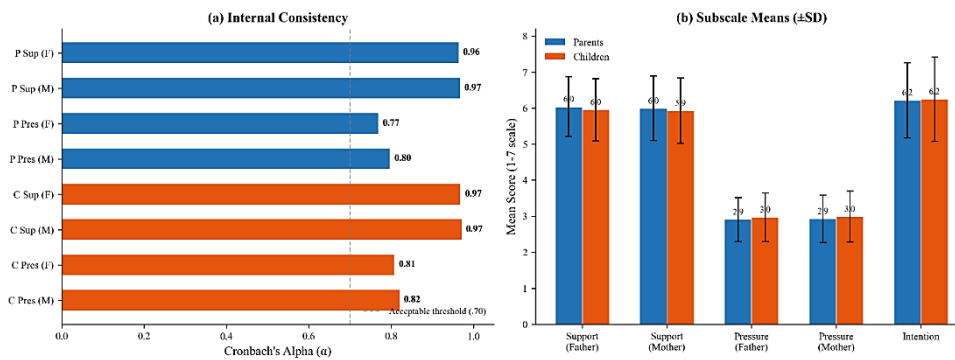 (a) Internal Consistency
P Sup (F)
0.96
P Sup (M)
0.97
P Pres (F)
0.77
P Pres (M)
0.80
C Sup (F)
0.97
C Sup (M)
0.97
C Pres (F)
0.81
C Pres (M)
0.82
Acceptable threshold (.70)
0.0 0.2 0.4 0.6 0.8 1.0
Cronbach's Alpha (α)
(b) Subscale Means (±SD)
Parents
Children
Mean Score (1-7 scale)
8
7
6
5
4
3
2
1
0
6.0 6.0 6.0 5.9 2.9 3.0 2.9 3.0 6.2 6.2
Support (Father)
Support (Mother)
Pressure (Father)
Pressure (Mother)
Intention